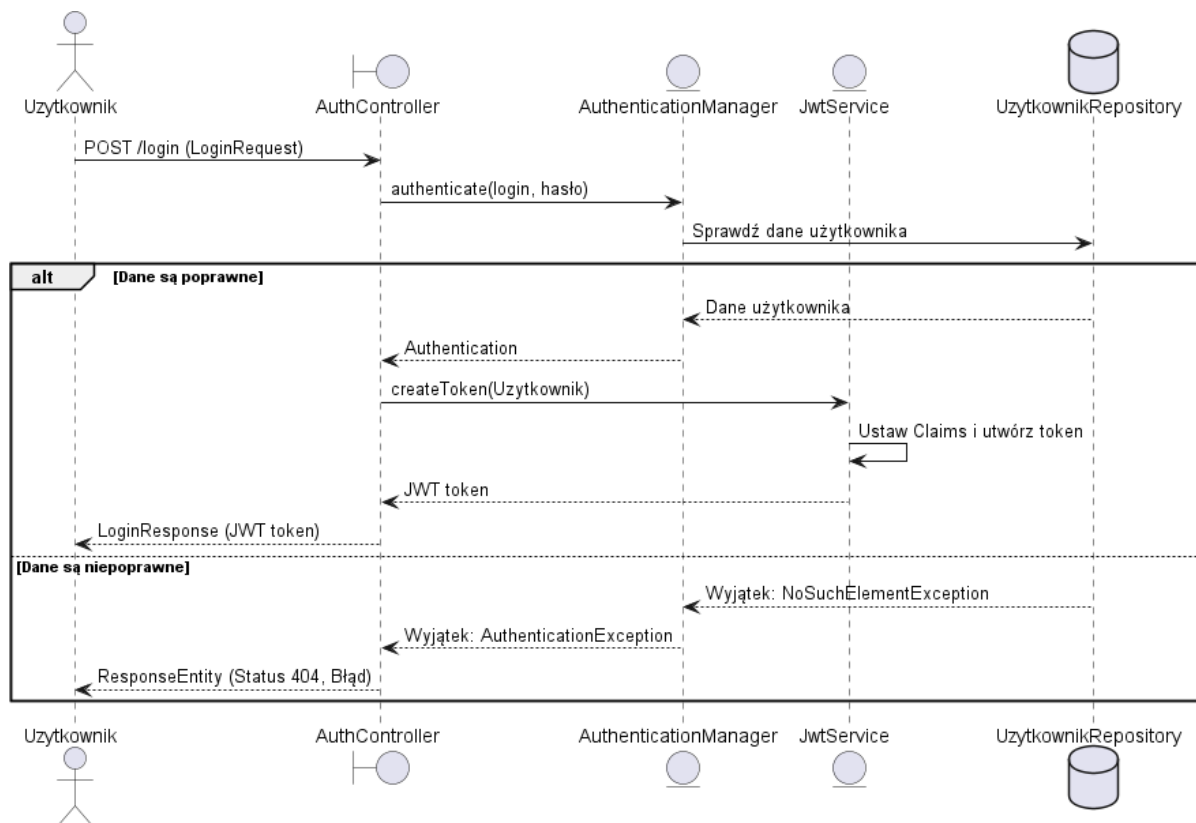 Uzytkownik
AuthController
AuthenticationManager
JwtService
UzytkownikRepository
POST /login (LoginRequest)
authenticate(login, hasło)
Sprawdź dane użytkownika
alt
[Dane są poprawne]
Dane użytkownika
Authentication
createToken(Uzytkownik)
Ustaw Claims i utwórz token
JWT token
LoginResponse (JWT token)
[Dane są niepoprawne]
Wyjątek: NoSuchElementException
Wyjątek: AuthenticationException
ResponseEntity (Status 404, Błąd)
Uzytkownik
AuthController
AuthenticationManager
JwtService
UzytkownikRepository